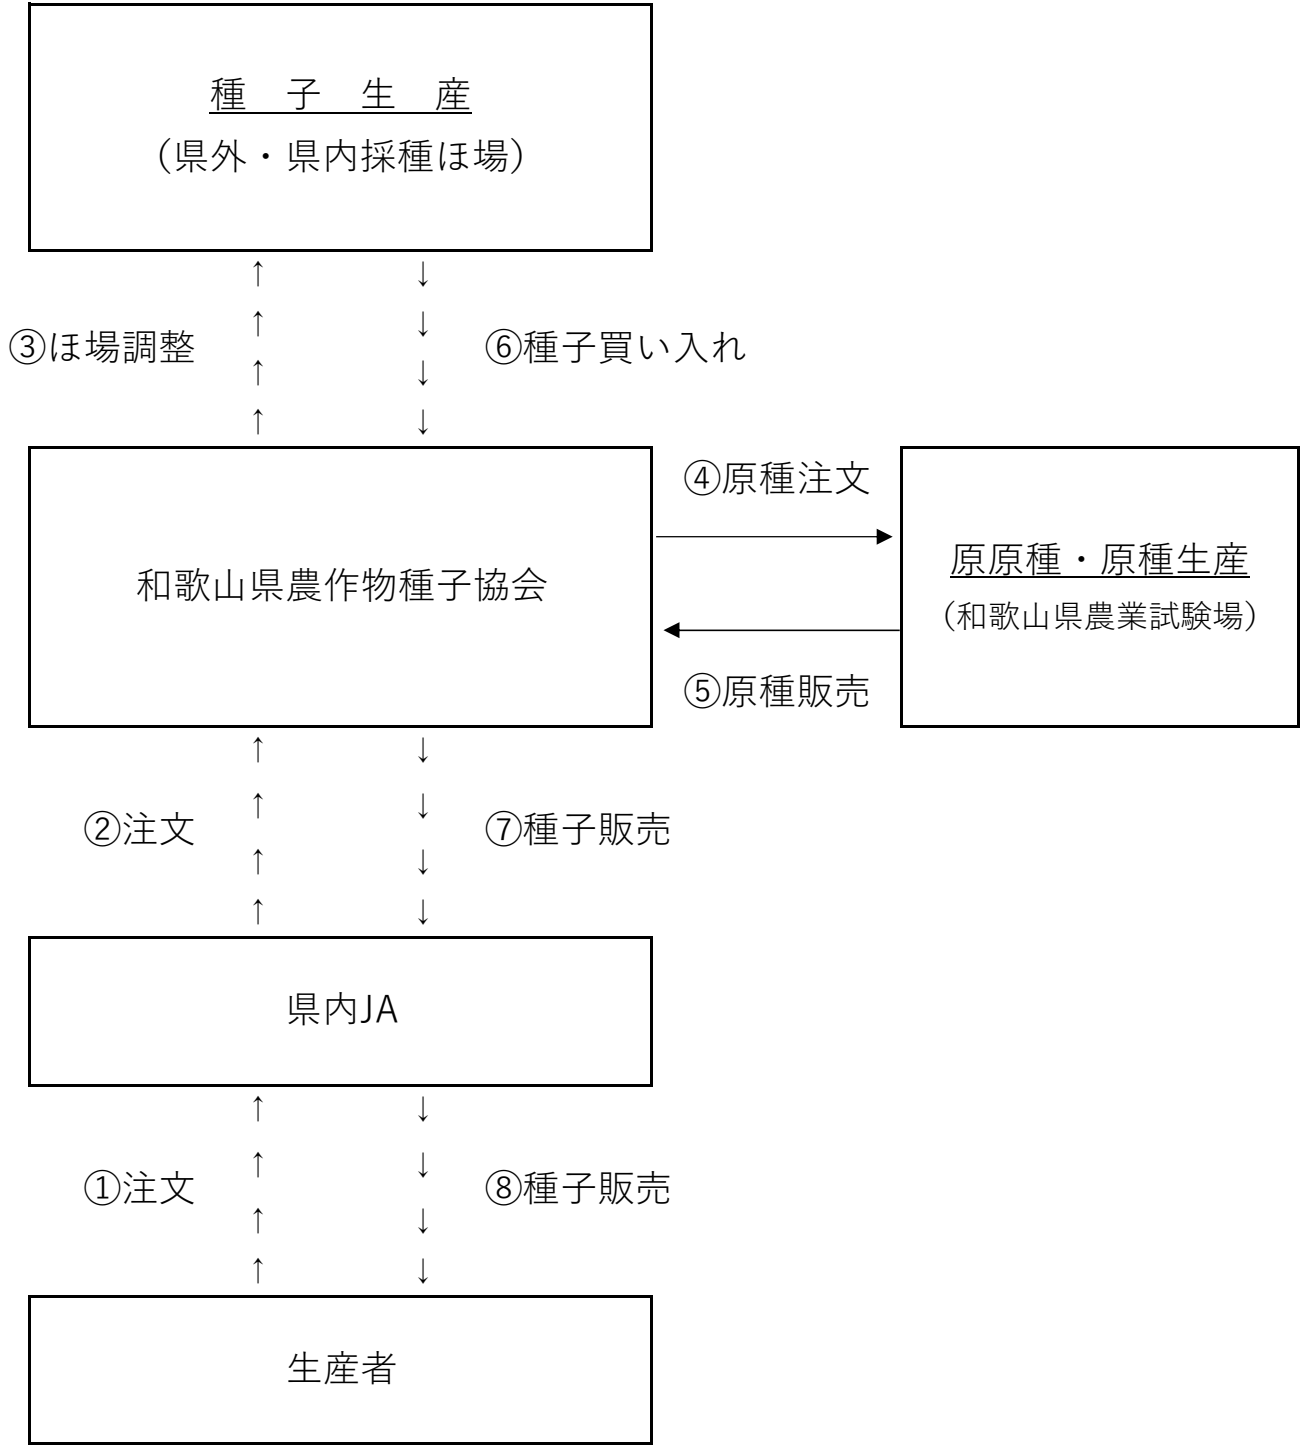 種　子　生　産
（県外・県内採種ほ場）
↑ ↓
↑ ↓
③ほ場調整 ⑥種子買い入れ
↑ ↓
↑ ↓
④原種注文
和歌山県農作物種子協会
原原種・原種生産
（和歌山県農業試験場）
⑤原種販売
↑ ↓
↑ ↓
②注文 ⑦種子販売
↑ ↓
↑ ↓
県内JA
↑ ↓
↑ ↓
①注文 ⑧種子販売
↑ ↓
↑ ↓
生産者